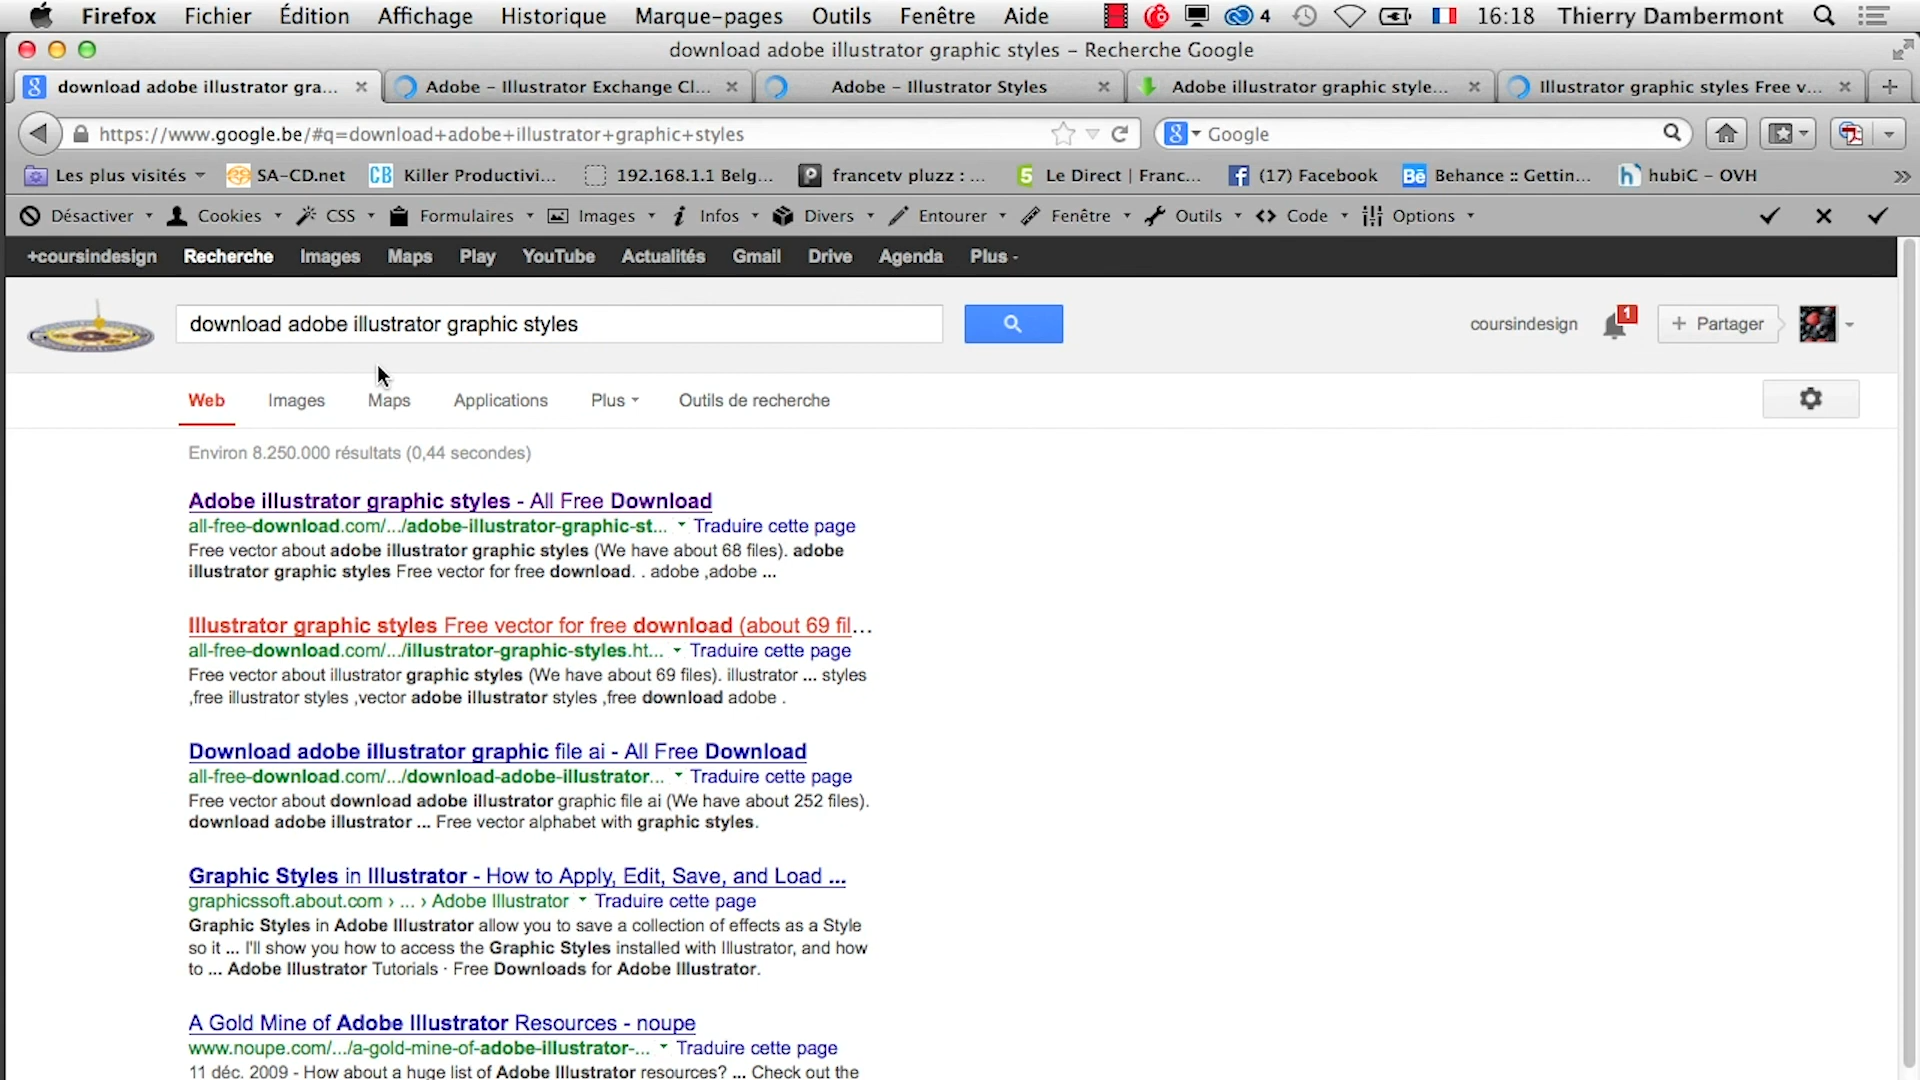 Firefox Fichier Édition Affichage Historique Marque-pages Outils Fenêtre Aide 4 16:18 Thierry Dambermont
download adobe illustrator graphic styles – Recherche Google
download adobe illustrator gra... Adobe – Illustrator Exchange Cl... Adobe – Illustrator Styles Adobe illustrator graphic style... Illustrator graphic styles Free v...
https://www.google.be/#q=download+adobe+illustrator+graphic+styles Google
Les plus visités SA-CD.net Killer Productivi... 192.168.1.1 Belg... francetv pluzz : ... Le Direct | Franc... (17) Facebook Behance :: Gettin... hubiC – OVH
Désactiver Cookies CSS Formulaires Images Infos Divers Entourer Fenêtre Outils Code Options
+coursindesign Recherche Images Maps Play YouTube Actualités Gmail Drive Agenda Plus
download adobe illustrator graphic styles coursindesign 1 + Partager
Web Images Maps Applications Plus Outils de recherche
Environ 8.250.000 résultats (0,44 secondes)
Adobe illustrator graphic styles - All Free Download
all-free-download.com/.../adobe-illustrator-graphic-st... Traduire cette page
Free vector about adobe illustrator graphic styles (We have about 68 files). adobe
illustrator graphic styles Free vector for free download. . adobe ,adobe ...
Illustrator graphic styles Free vector for free download (about 69 fil...
all-free-download.com/.../illustrator-graphic-styles.ht... Traduire cette page
Free vector about illustrator graphic styles (We have about 69 files). illustrator ... styles
,free illustrator styles ,vector adobe illustrator styles ,free download adobe .
Download adobe illustrator graphic file ai - All Free Download
all-free-download.com/.../download-adobe-illustrator... Traduire cette page
Free vector about download adobe illustrator graphic file ai (We have about 252 files).
download adobe illustrator ... Free vector alphabet with graphic styles.
Graphic Styles in Illustrator - How to Apply, Edit, Save, and Load ...
graphicssoft.about.com › ... › Adobe Illustrator Traduire cette page
Graphic Styles in Adobe Illustrator allow you to save a collection of effects as a Style
so it ... I'll show you how to access the Graphic Styles installed with Illustrator, and how
to ... Adobe Illustrator Tutorials · Free Downloads for Adobe Illustrator.
A Gold Mine of Adobe Illustrator Resources - noupe
www.noupe.com/.../a-gold-mine-of-adobe-illustrator-... Traduire cette page
11 déc. 2009 - How about a huge list of Adobe Illustrator resources? ... Check out the